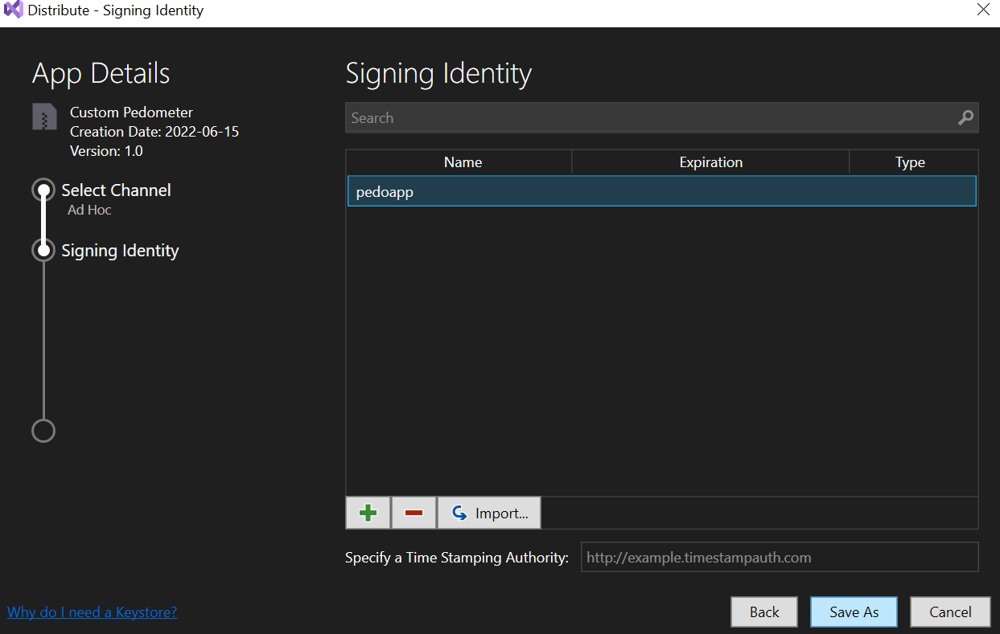 Distribute - Signing Identity
App Details
Custom Pedometer
Creation Date: 2022-06-15
Version: 1.0
Select Channel
Ad Hoc
Signing Identity
Signing Identity
Search
Name Expiration Type
pedoapp
Import...
Specify a Time Stamping Authority: http://example.timestampauth.com
Why do I need a Keystore?
Back Save As Cancel